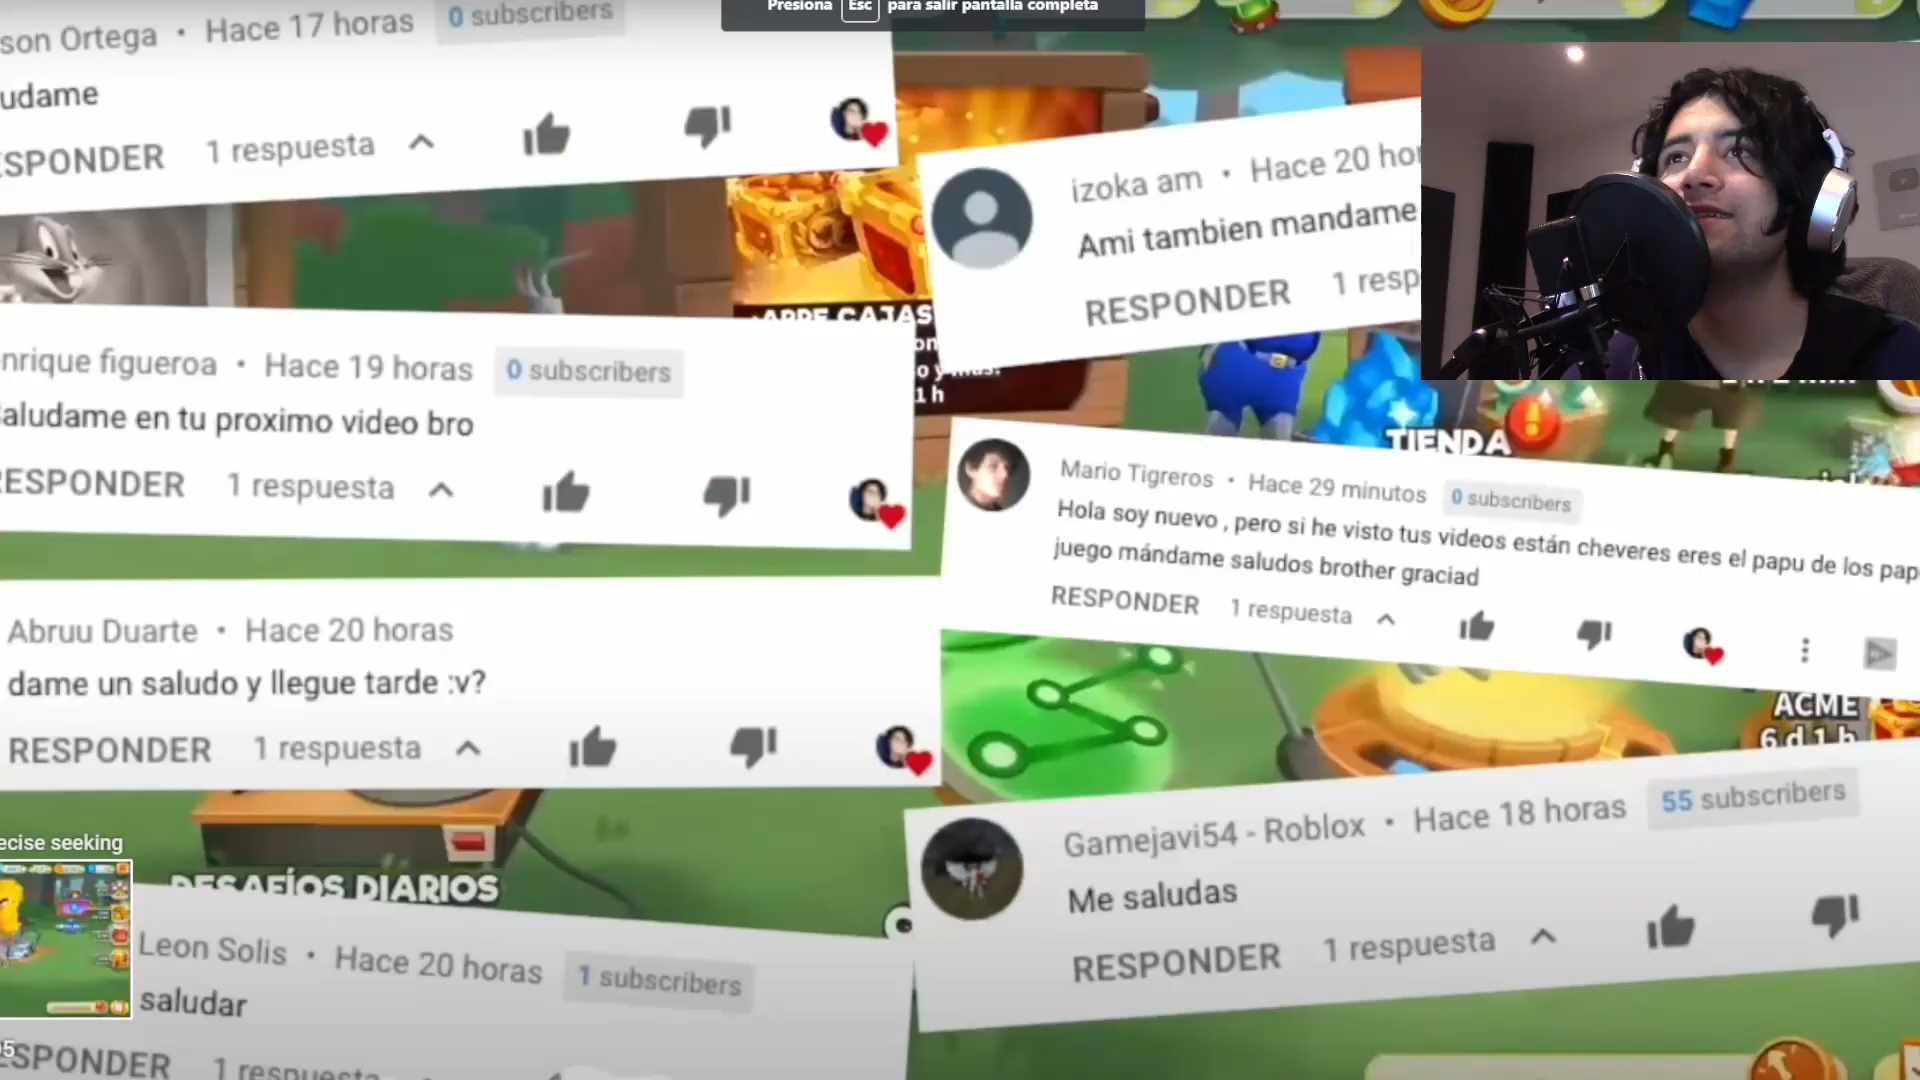 Presiona Esc para salir pantalla completa
son Ortega • Hace 17 horas 0 subscribers
udame
ESPONDER 1 respuesta
izoka am • Hace 20 hor
Ami tambien mandame
RESPONDER 1 resp
1 h
nrique figueroa • Hace 19 horas 0 subscribers
aludame en tu proximo video bro
RESPONDER 1 respuesta
TIENDA
Mario Tigreros • Hace 29 minutos 0 subscribers
Hola soy nuevo , pero si he visto tus videos están cheveres eres el papu de los pap
juego mándame saludos brother graciad
RESPONDER 1 respuesta
Abruu Duarte • Hace 20 horas
dame un saludo y llegue tarde :v?
RESPONDER 1 respuesta
ACME
6 d 1 h
Gamejavi54 - Roblox • Hace 18 horas 55 subscribers
Me saludas
RESPONDER 1 respuesta
ecise seeking
DESAFÍOS DIARIOS
Leon Solis • Hace 20 horas 1 subscribers
saludar
ESPONDER 1 respuesta